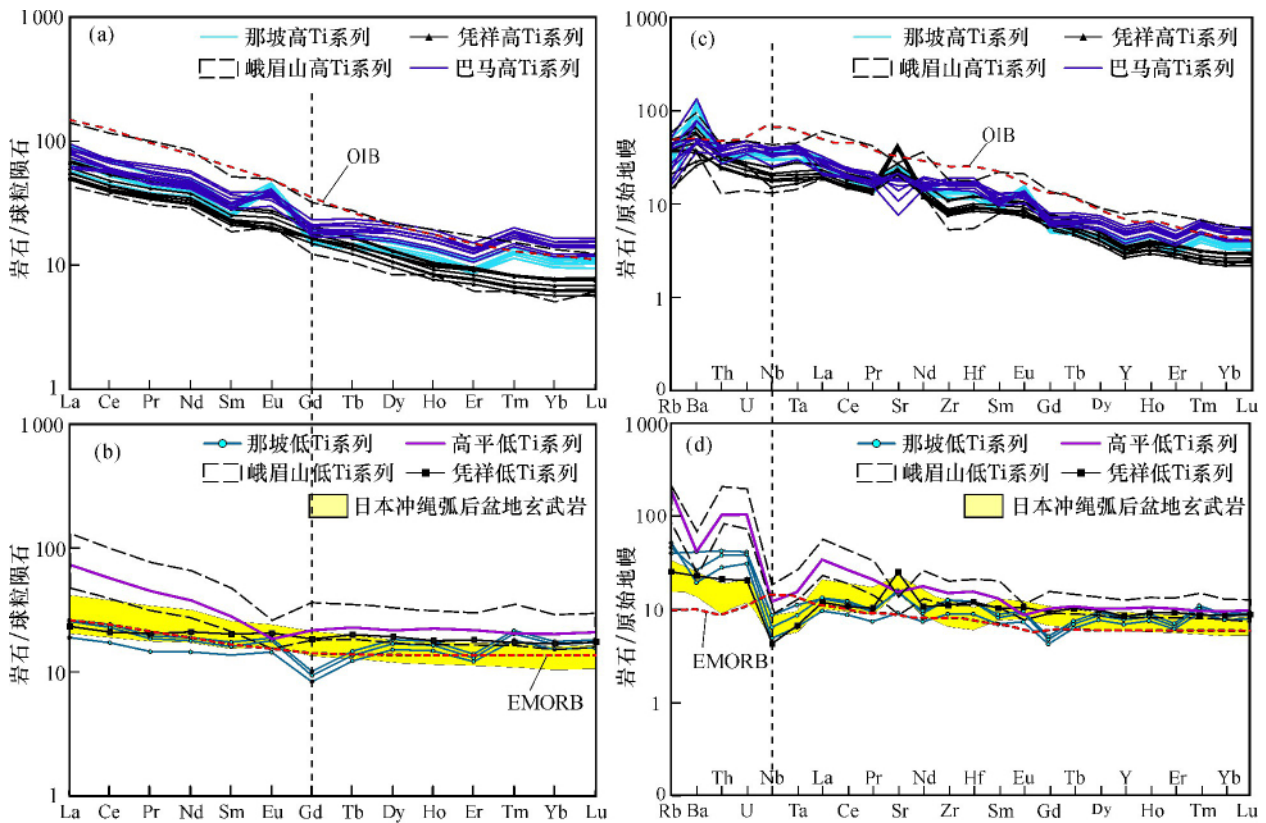 (a)
1 000
100
10
1
岩石/球粒陨石
那坡高Ti系列
凭祥高Ti系列
峨眉山高Ti系列
巴马高Ti系列
OIB
La Ce Pr Nd Sm Eu Gd Tb Dy Ho Er Tm Yb Lu
(c)
1 000
100
10
1
0
岩石/原始地幔
那坡高Ti系列
凭祥高Ti系列
峨眉山高Ti系列
巴马高Ti系列
OIB
Th U Nb Ta La Ce Pr Sr Nd Zr Hf Sm Eu Gd Tb Dy Y Ho Er Tm Yb Lu
Rb Ba
(b)
1 000
100
10
1
岩石/球粒陨石
那坡低Ti系列
高平低Ti系列
峨眉山低Ti系列
凭祥低Ti系列
日本冲绳弧后盆地玄武岩
EMORB
La Ce Pr Nd Sm Eu Gd Tb Dy Ho Er Tm Yb Lu
(d)
1 000
100
10
1
0
岩石/原始地幔
那坡低Ti系列
高平低Ti系列
峨眉山低Ti系列
凭祥低Ti系列
日本冲绳弧后盆地玄武岩
EMORB
Th Nb La Pr Nd Hf Eu Tb Y Er Yb
Rb Ba U Ta Ce Sr Zr Sm Gd Dy Ho Tm Lu